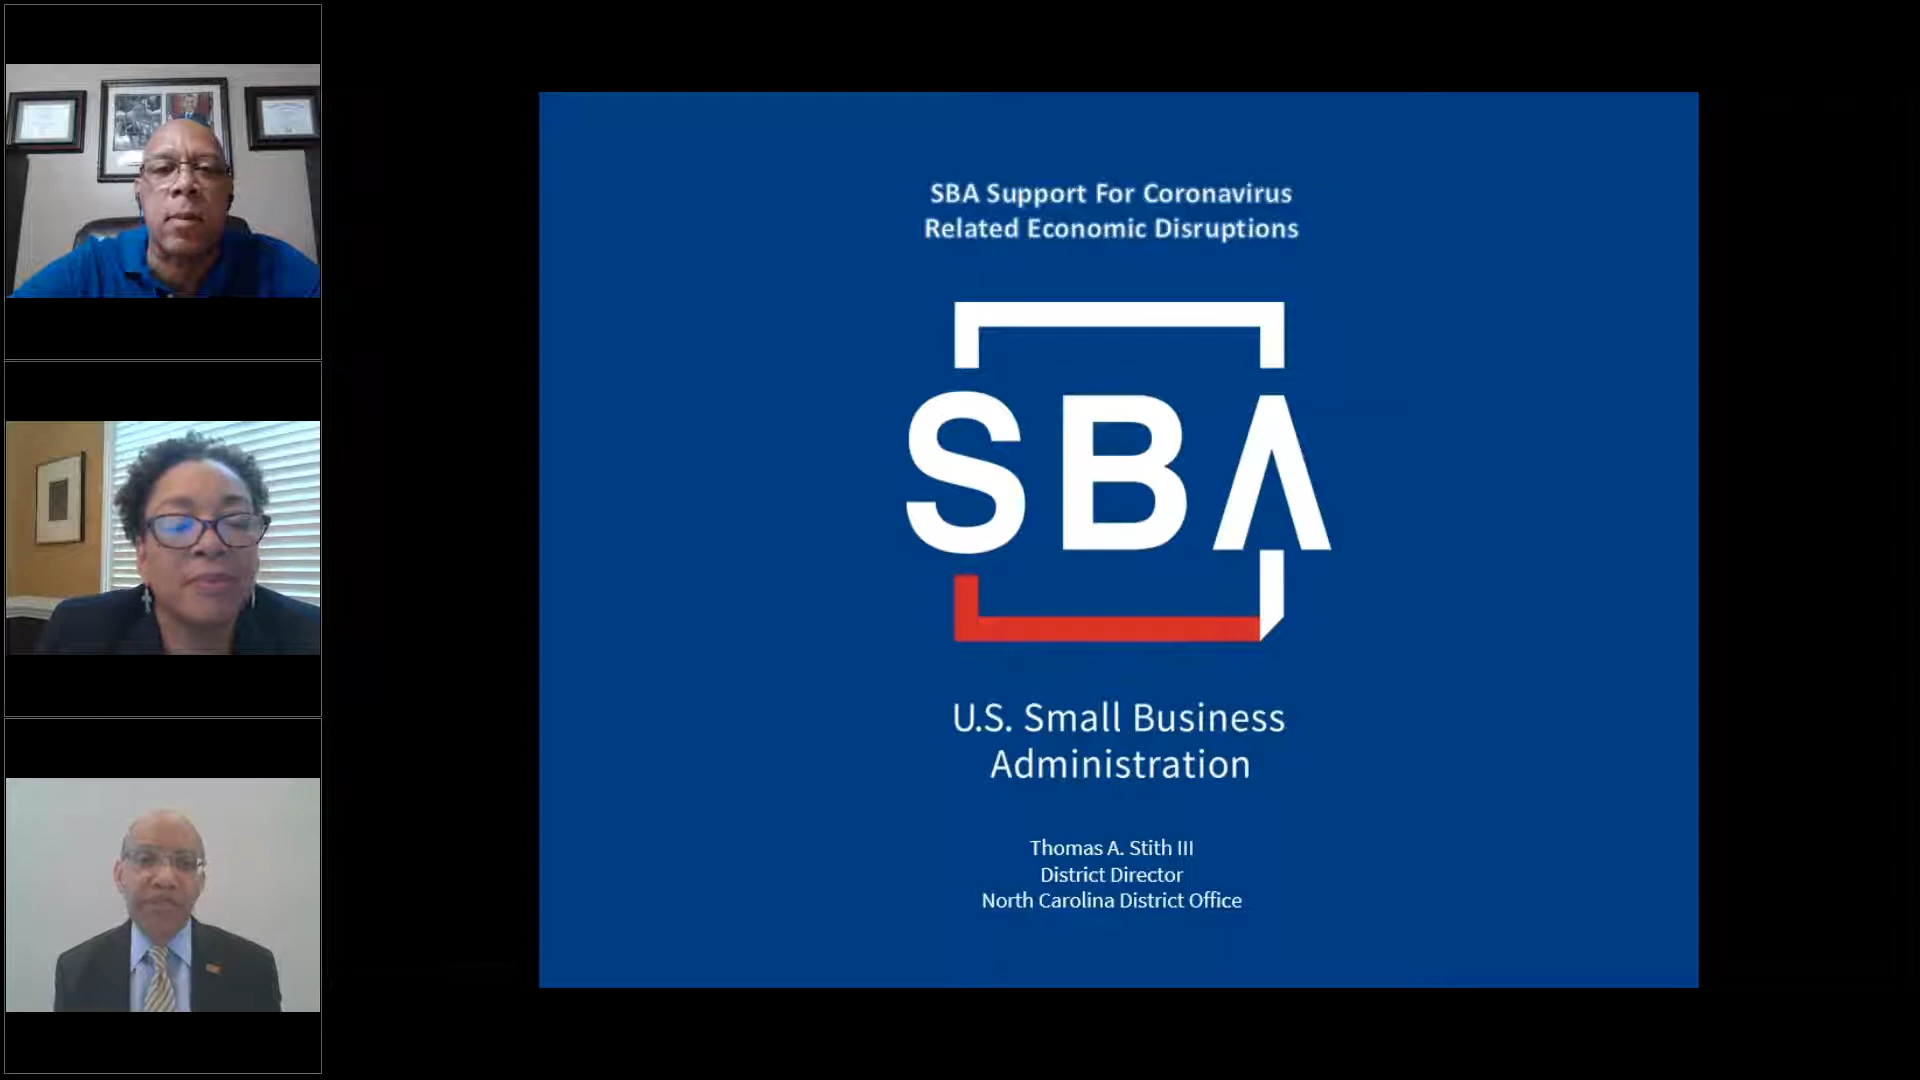 SBA Support For Coronavirus
Related Economic Disruptions
SBA
U.S. Small Business
Administration
Thomas A. Stith III
District Director
North Carolina District Office